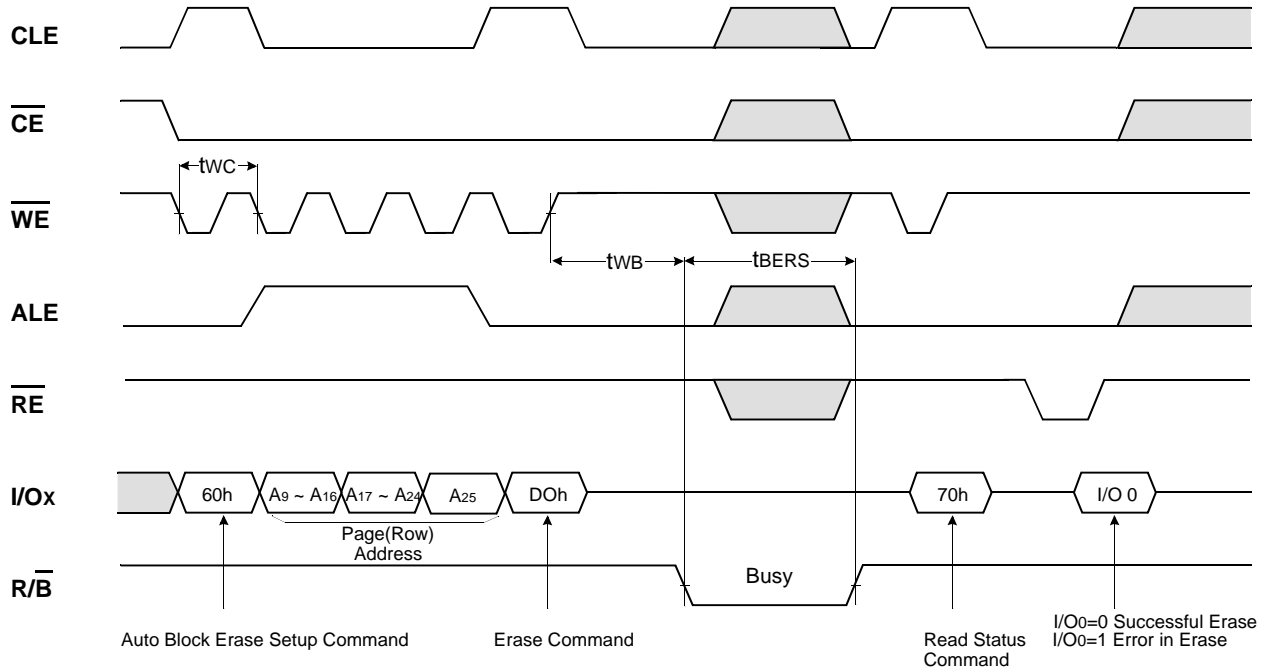 CLE
CE
tWC
WE
tWB
tBERS
ALE
RE
I/Ox
60h
A9 ~ A16
A17 ~ A24
A25
DOh
70h
I/O 0
Page(Row)
Address
R/B
Busy
Auto Block Erase Setup Command
Erase Command
Read Status
Command
I/O0=0 Successful Erase
I/O0=1 Error in Erase